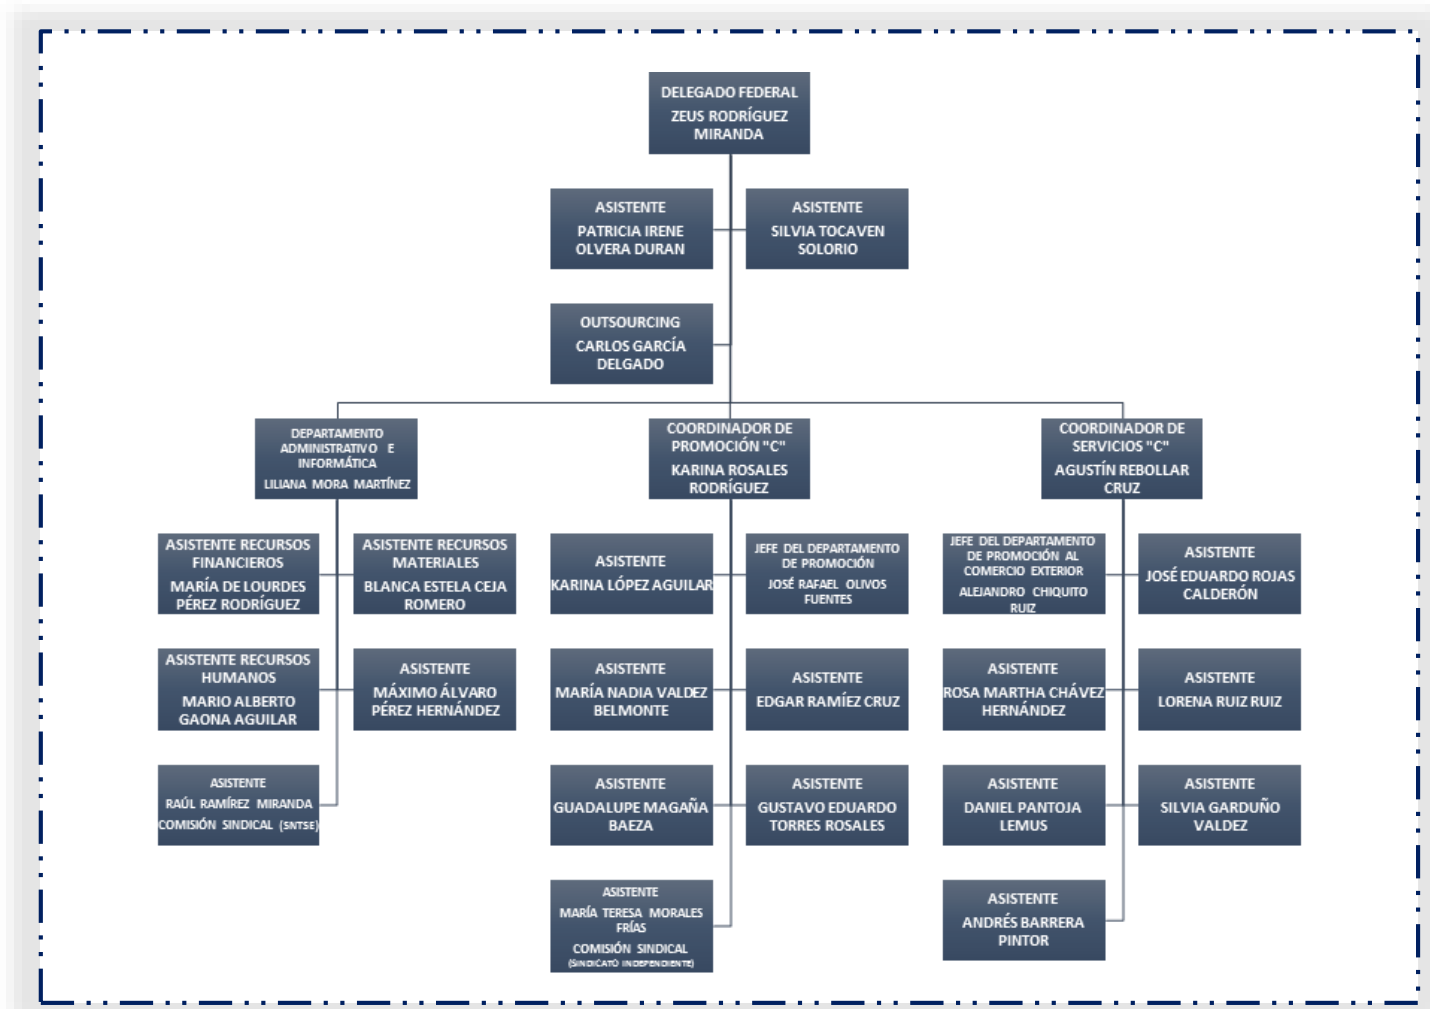 DELEGADO FEDERAL
ZEUS RODRÍGUEZ
MIRANDA
ASISTENTE
PATRICIA IRENE
OLVERA DURAN
ASISTENTE
SILVIA TOCAVEN
SOLORIO
OUTSOURCING
CARLOS GARCÍA
DELGADO
DEPARTAMENTO
ADMINISTRATIVO E
INFORMÁTICA
LILIANA MORA MARTÍNEZ
COORDINADOR DE
PROMOCIÓN "C"
KARINA ROSALES
RODRÍGUEZ
COORDINADOR DE
SERVICIOS "C"
AGUSTÍN REBOLLAR
CRUZ
ASISTENTE RECURSOS
FINANCIEROS
MARÍA DE LOURDES
PÉREZ RODRÍGUEZ
ASISTENTE RECURSOS
MATERIALES
BLANCA ESTELA CEJA
ROMERO
ASISTENTE
KARINA LÓPEZ AGUILAR
JEFE DEL DEPARTAMENTO
DE PROMOCIÓN
JOSÉ RAFAEL OLIVOS
FUENTES
JEFE DEL DEPARTAMENTO
DE PROMOCIÓN AL
COMERCIO EXTERIOR
ALEJANDRO CHIQUITO
RUIZ
ASISTENTE
JOSÉ EDUARDO ROJAS
CALDERÓN
ASISTENTE RECURSOS
HUMANOS
MARIO ALBERTO
GAONA AGUILAR
ASISTENTE
MÁXIMO ÁLVARO
PÉREZ HERNÁNDEZ
ASISTENTE
MARÍA NADIA VALDEZ
BELMONTE
ASISTENTE
EDGAR RAMÍEZ CRUZ
ASISTENTE
ROSA MARTHA CHÁVEZ
HERNÁNDEZ
ASISTENTE
LORENA RUIZ RUIZ
ASISTENTE
RAÚL RAMÍREZ MIRANDA
COMISIÓN SINDICAL (SNTSE)
ASISTENTE
GUADALUPE MAGAÑA
BAEZA
ASISTENTE
GUSTAVO EDUARDO
TORRES ROSALES
ASISTENTE
DANIEL PANTOJA
LEMUS
ASISTENTE
SILVIA GARDUÑO
VALDEZ
ASISTENTE
MARÍA TERESA MORALES
FRÍAS
COMISIÓN SINDICAL
(SINDICATO INDEPENDIENTE)
ASISTENTE
ANDRÉS BARRERA
PINTOR